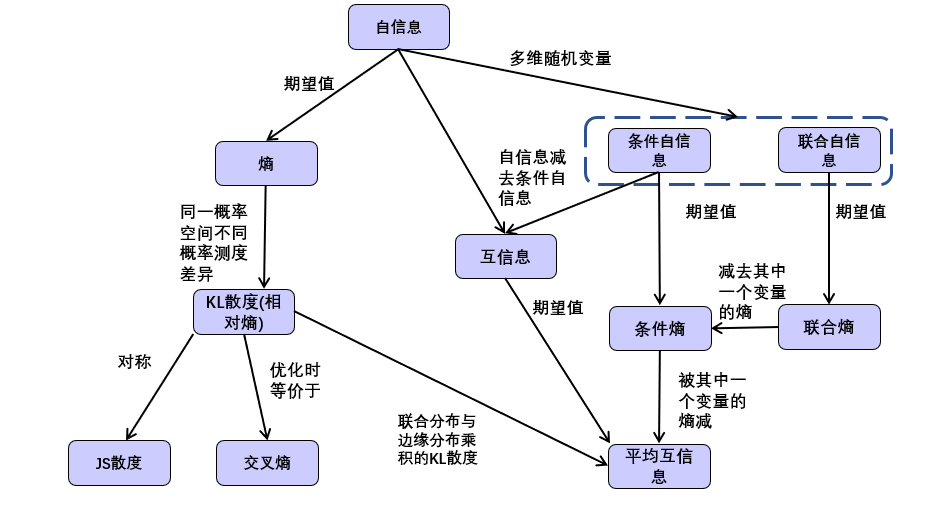 自信息
多维随机变量
期望值
条件自信
息
联合自信
息
熵
自信息减
去条件自
信息
同一概率
空间不同
概率测度
差异
期望值
期望值
互信息
减去其中
一个变量
的熵
KL散度(相
对熵)
期望值
条件熵
联合熵
对称
优化时
等价于
被其中一
个变量的
熵减
联合分布与
边缘分布乘
积的KL散度
JS散度
交叉熵
平均互信
息